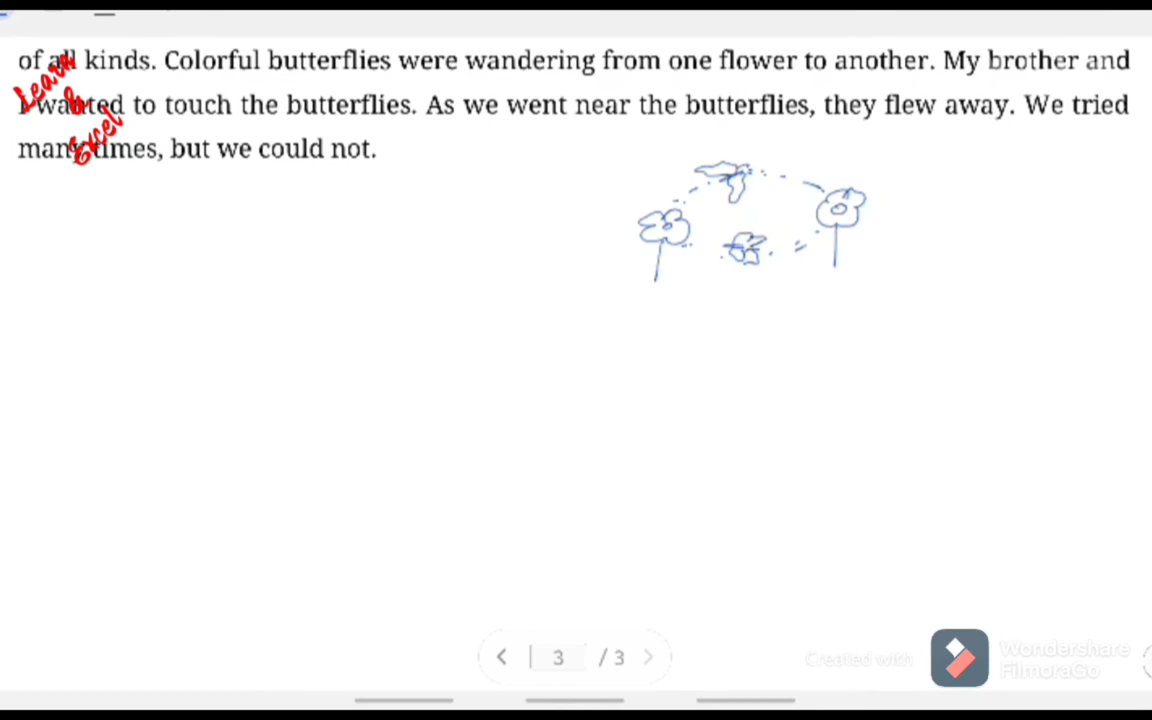 of all kinds. Colorful butterflies were wandering from one flower to another. My brother and
I wanted to touch the butterflies. As we went near the butterflies, they flew away. We tried
many times, but we could not.
Learn
&
Excel
3 / 3
Created with
Wondershare
FilmoraGo